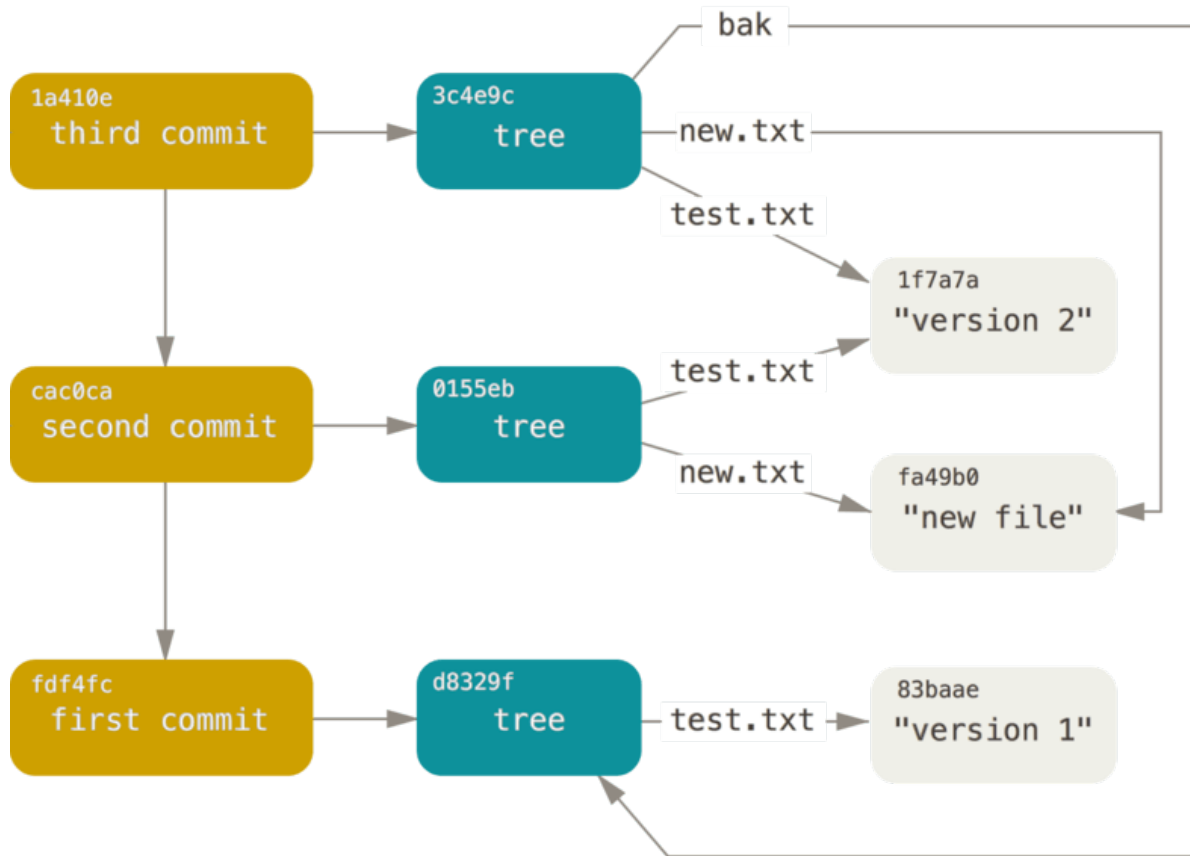 bak
1a410e
third commit
3c4e9c
tree
new.txt
test.txt
1f7a7a
"version 2"
cac0ca
second commit
0155eb
tree
test.txt
new.txt
fa49b0
"new file"
fdf4fc
first commit
d8329f
tree
test.txt
83baae
"version 1"